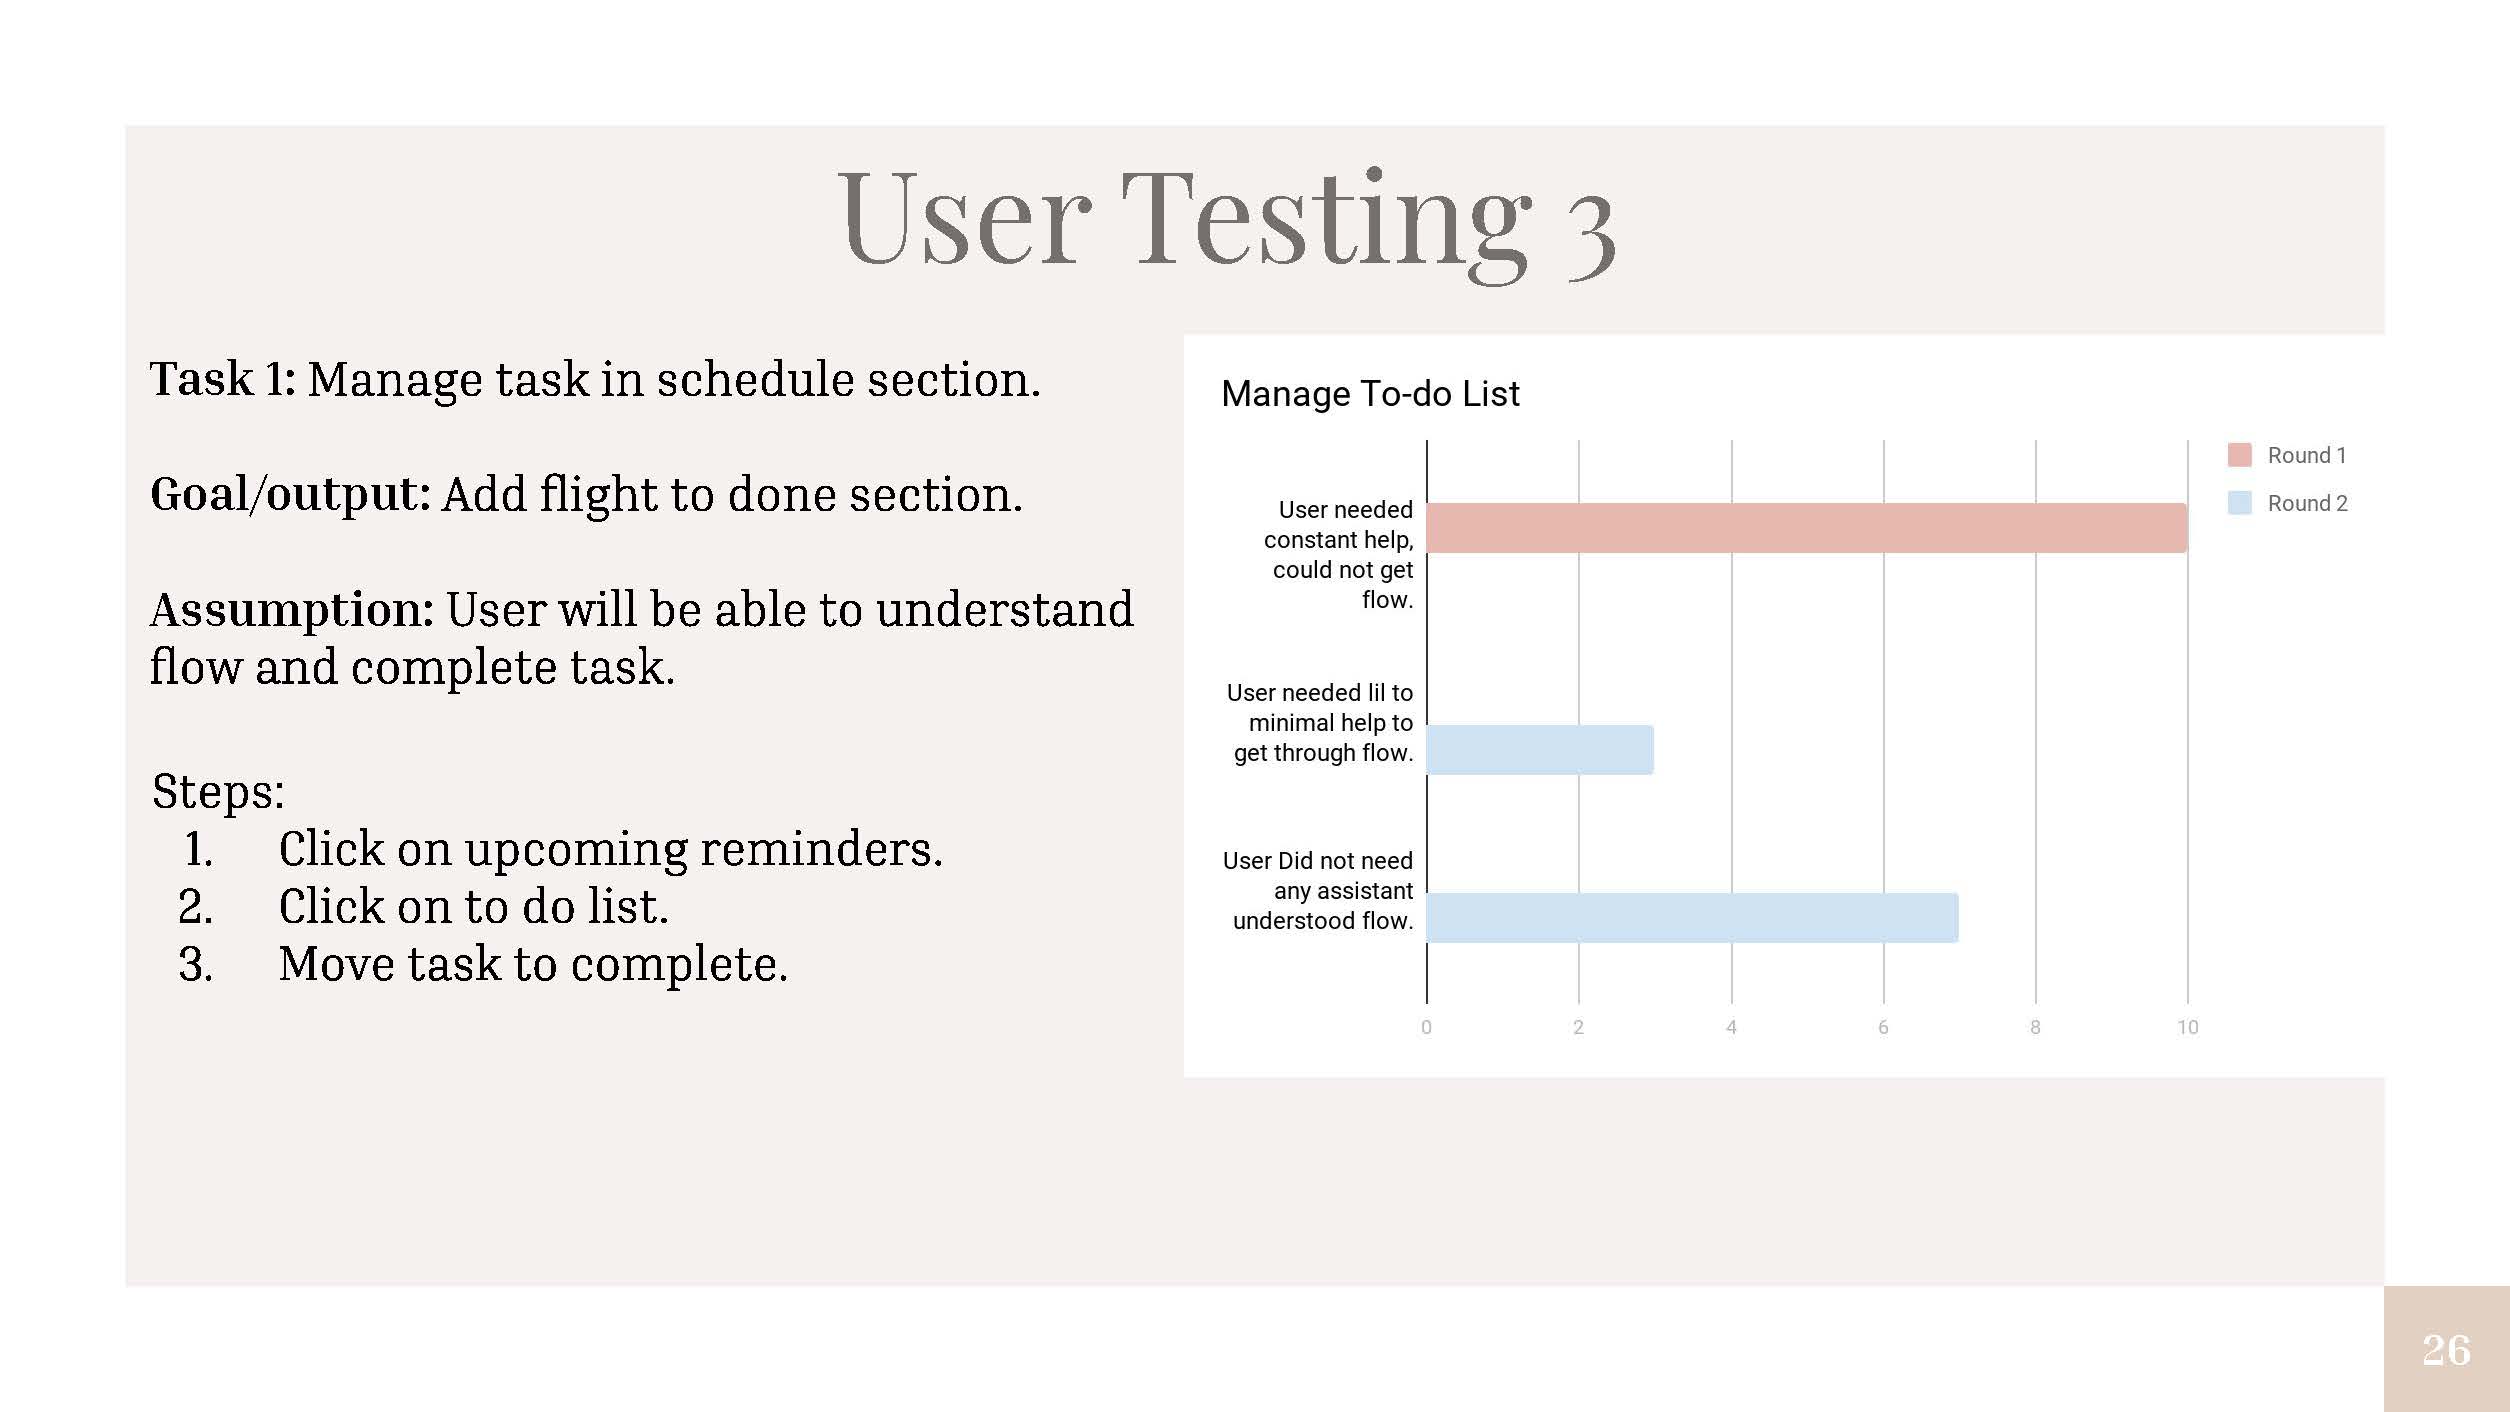 User Testing 3
Task 1: Manage task in schedule section.
Goal/output: Add flight to done section.
Assumption: User will be able to understand
flow and complete task.
Steps:
1. Click on upcoming reminders.
2. Click on to do list.
3. Move task to complete.
Manage To-do List
Round 1
Round 2
User needed
constant help,
could not get
flow.
User needed lil to
minimal help to
get through flow.
User Did not need
any assistant
understood flow.
0 2 4 6 8 10
26